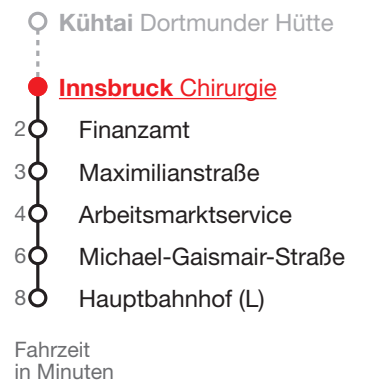 Kühtai Dortmunder Hütte
Innsbruck Chirurgie
2 Finanzamt
3 Maximilianstraße
4 Arbeitsmarktservice
6 Michael-Gaismair-Straße
8 Hauptbahnhof (L)
Fahrzeit
in Minuten